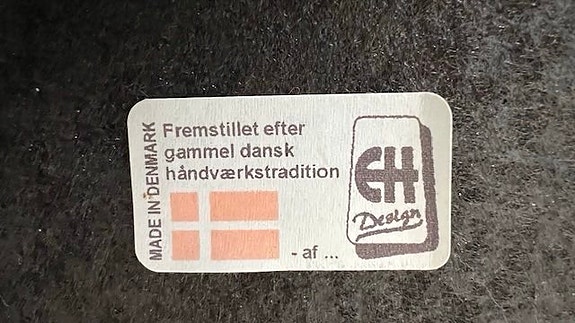 MADE IN DENMARK
Fremstillet efter
gammel dansk
håndværkstradition
- af ...
EH
Design